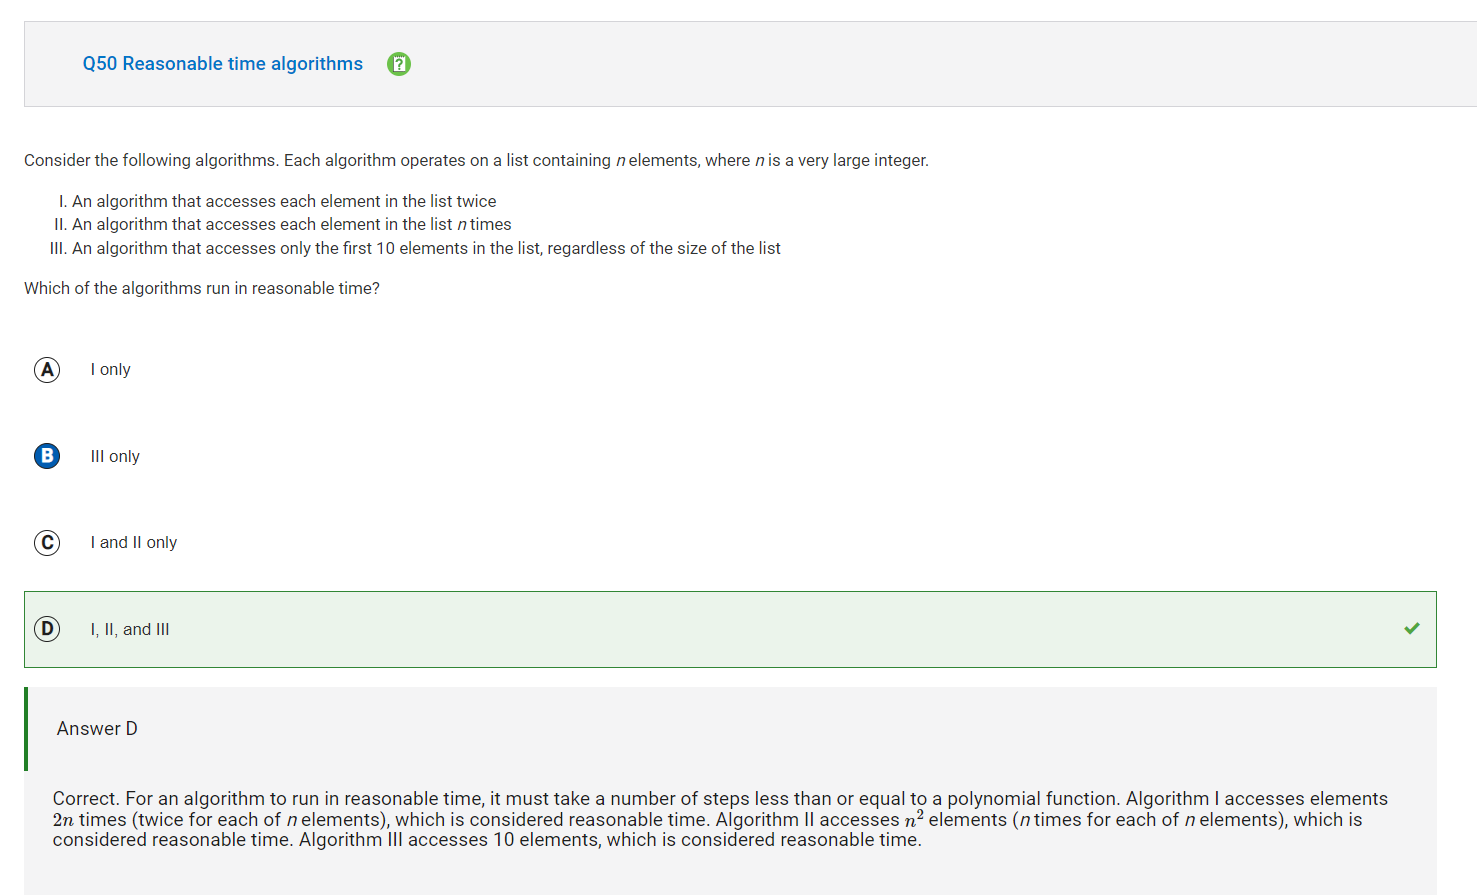 Q50 Reasonable time algorithms
Consider the following algorithms. Each algorithm operates on a list containing n elements, where n is a very large integer.
I. An algorithm that accesses each element in the list twice
II. An algorithm that accesses each element in the list n times
III. An algorithm that accesses only the first 10 elements in the list, regardless of the size of the list
Which of the algorithms run in reasonable time?
A I only
B III only
C I and II only
D I, II, and III
Answer D
Correct. For an algorithm to run in reasonable time, it must take a number of steps less than or equal to a polynomial function. Algorithm I accesses elements
2n times (twice for each of n elements), which is considered reasonable time. Algorithm II accesses n² elements (n times for each of n elements), which is
considered reasonable time. Algorithm III accesses 10 elements, which is considered reasonable time.